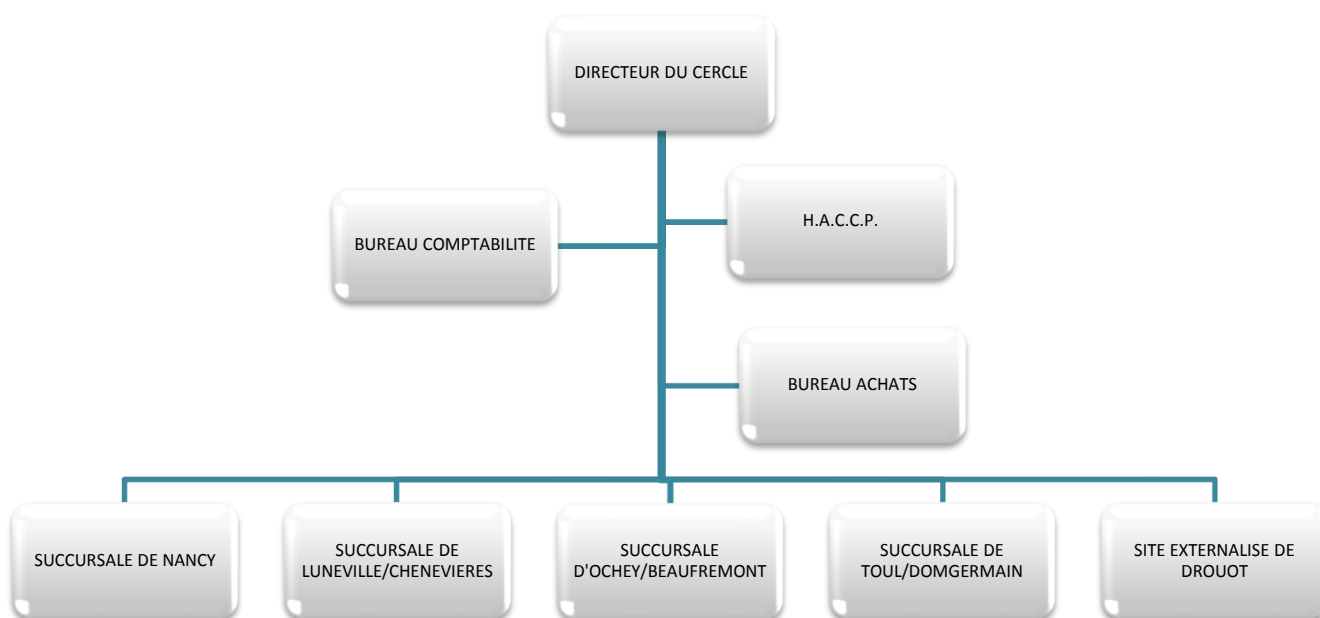 DIRECTEUR DU CERCLE
H.A.C.C.P.
BUREAU COMPTABILITE
BUREAU ACHATS
SUCCURSALE DE NANCY
SUCCURSALE DE
LUNEVILLE/CHENEVIERES
SUCCURSALE
D'OCHEY/BEAUFREMONT
SUCCURSALE DE
TOUL/DOMGERMAIN
SITE EXTERNALISE DE
DROUOT